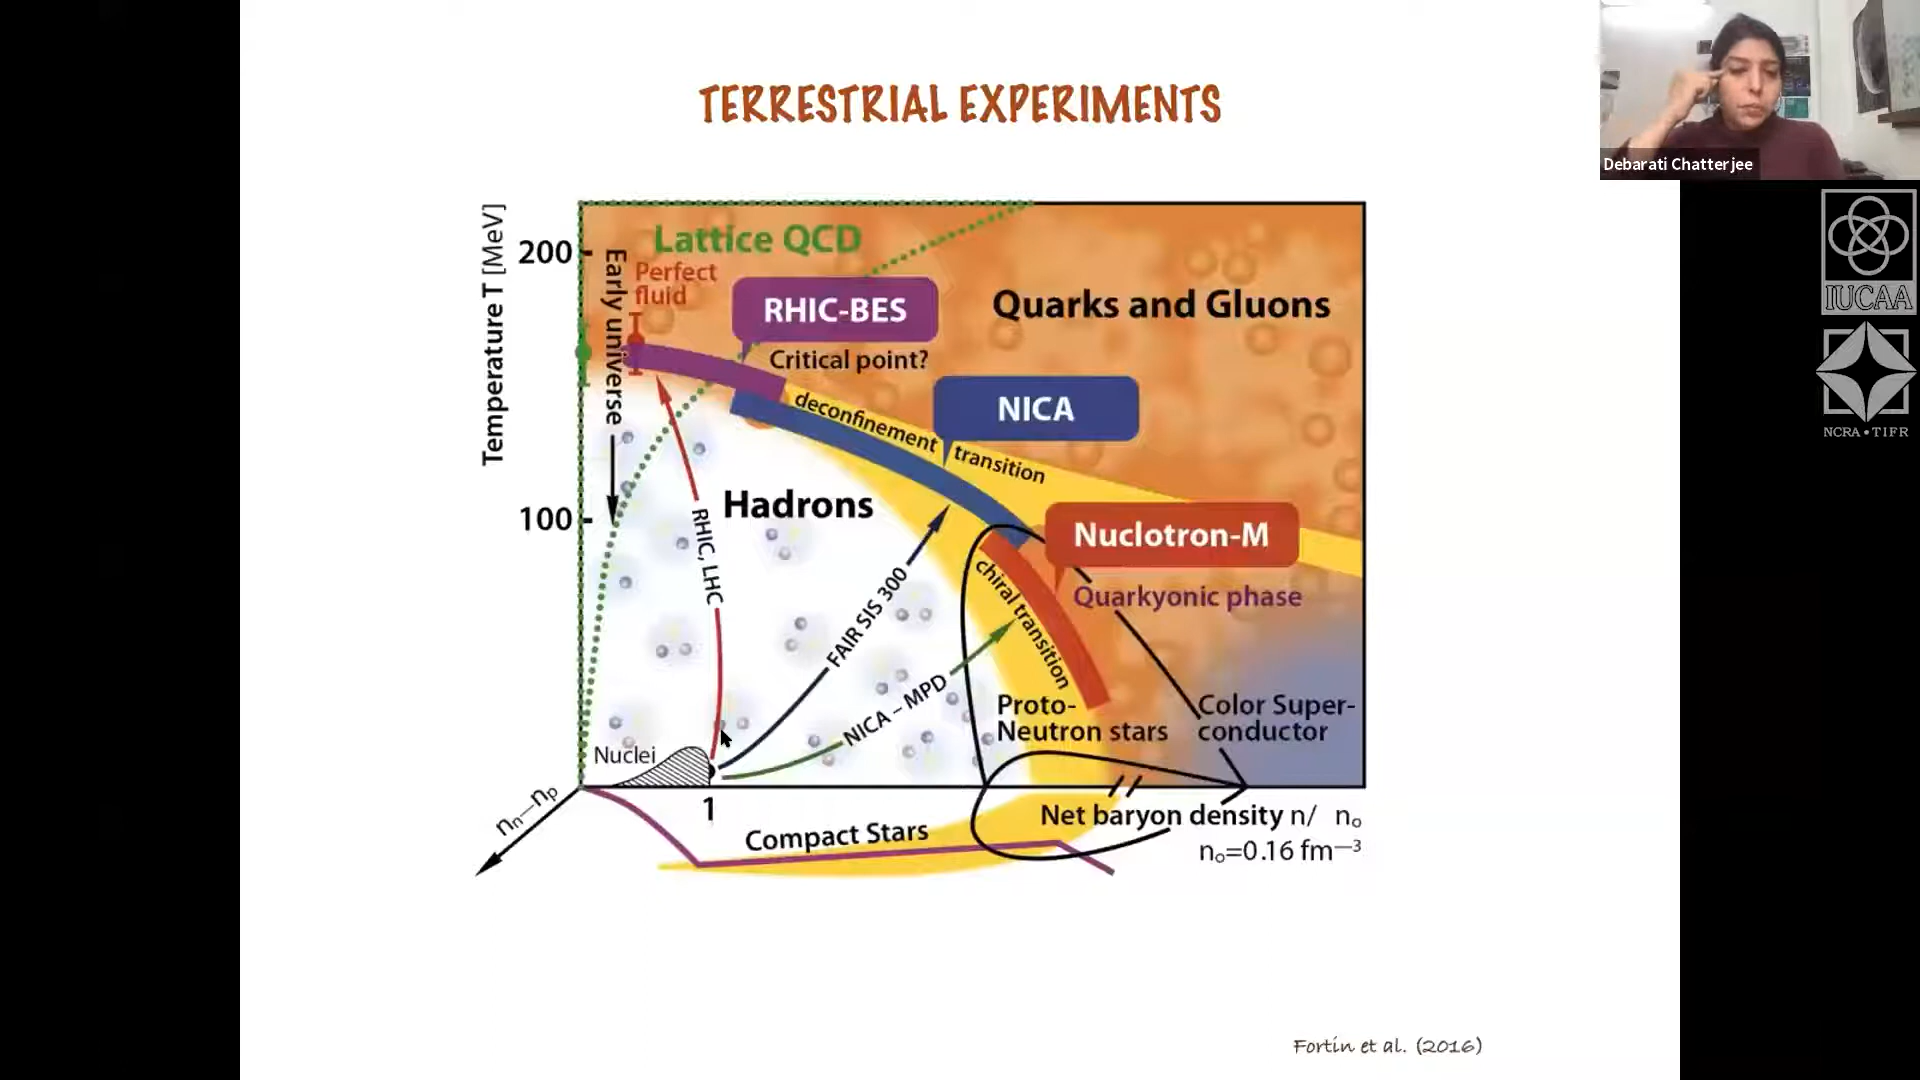 TERRESTRIAL EXPERIMENTS
Debarati Chatterjee
IUCAA
NCRA • TIFR
Temperature T [MeV]
200
100
Early universe
Lattice QCD
Perfect
fluid
RHIC-BES
Critical point?
Quarks and Gluons
NICA
deconfinement transition
Hadrons
Nuclotron-M
Quarkyonic phase
RHIC, LHC
FAIR SIS 300
NICA – MPD
chiral transition
Proto-
Neutron stars
Color Super-
conductor
Nuclei
1
nn–np
Compact Stars
Net baryon density n/ no
no=0.16 fm—3
Fortin et al. (2016)